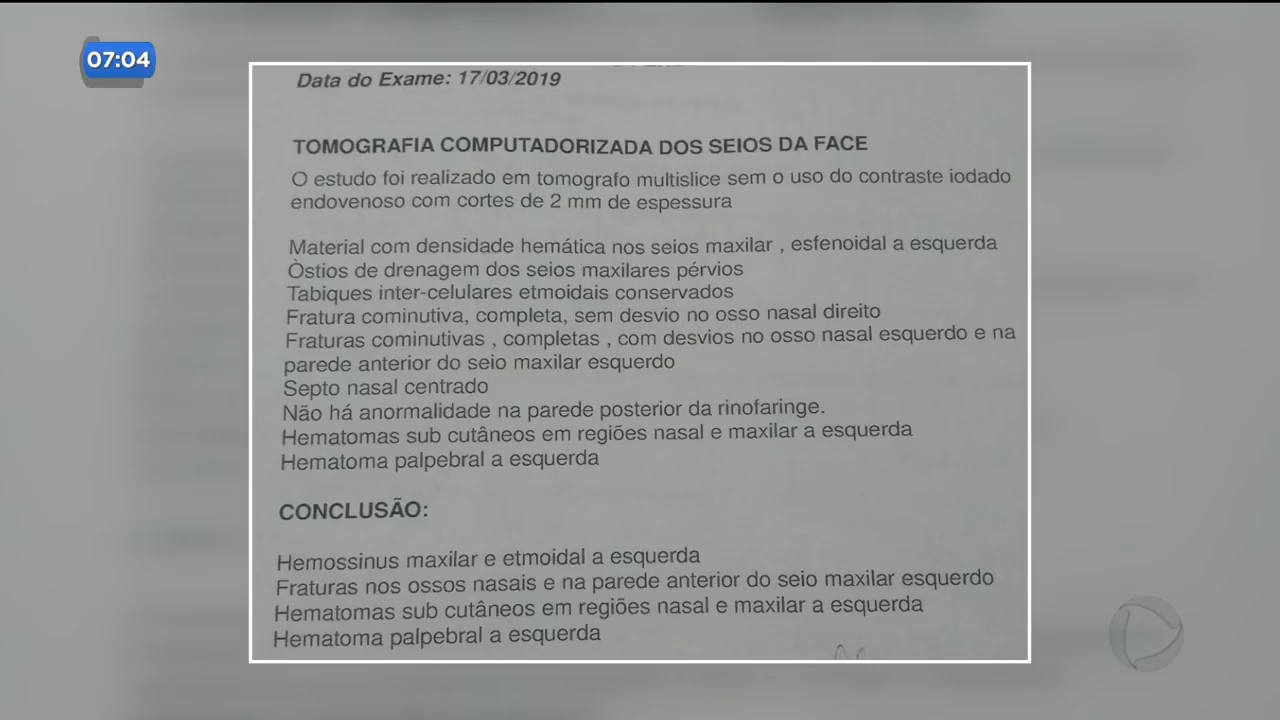 07:04
Data do Exame: 17/03/2019
TOMOGRAFIA COMPUTADORIZADA DOS SEIOS DA FACE
O estudo foi realizado em tomografo multislice sem o uso do contraste iodado
endovenoso com cortes de 2 mm de espessura
Material com densidade hemática nos seios maxilar , esfenoidal a esquerda
Òstios de drenagem dos seios maxilares pérvios
Tabiques inter-celulares etmoidais conservados
Fratura cominutiva, completa, sem desvio no osso nasal direito
Fraturas cominutivas , completas , com desvios no osso nasal esquerdo e na
parede anterior do seio maxilar esquerdo
Septo nasal centrado
Não há anormalidade na parede posterior da rinofaringe.
Hematomas sub cutâneos em regiões nasal e maxilar a esquerda
Hematoma palpebral a esquerda
CONCLUSÃO:
Hemossinus maxilar e etmoidal a esquerda
Fraturas nos ossos nasais e na parede anterior do seio maxilar esquerdo
Hematomas sub cutâneos em regiões nasal e maxilar a esquerda
Hematoma palpebral a esquerda